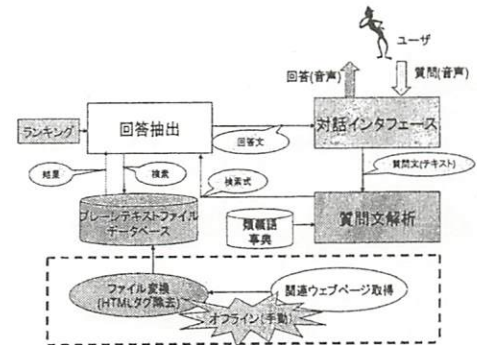 ユーザ
回答(音声)
質問(音声)
ランキング
回答抽出
対話インタフェース
回答文
結果
検索
検索式
質問文(テキスト)
プレーンテキストファイル
データベース
類義語
事典
質問文解析
ファイル変換
(HTMLタグ除去)
関連ウェブページ取得
オフライン(手動)